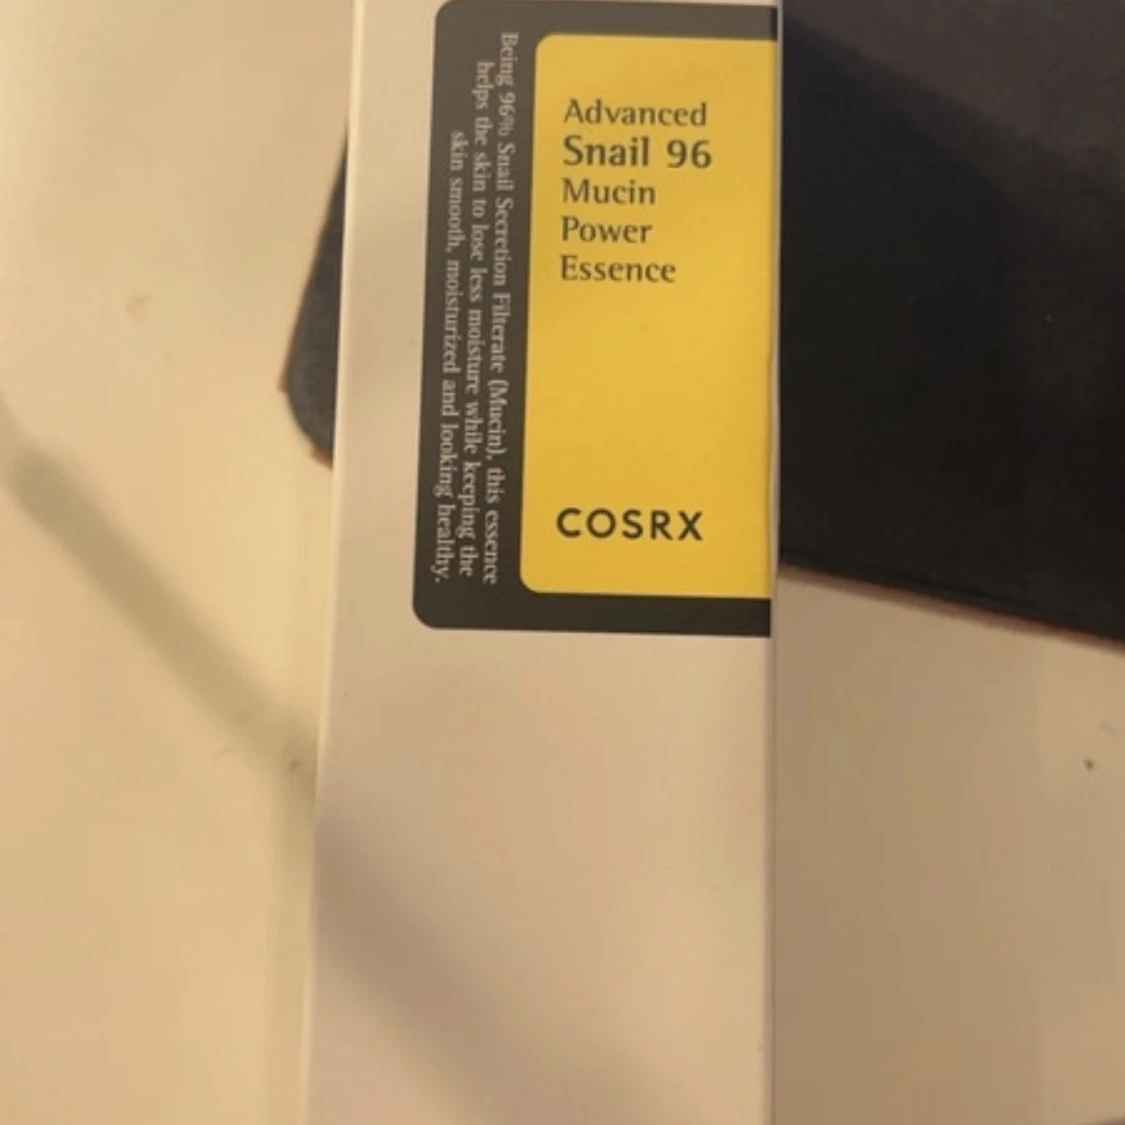 Advanced
Snail 96
Mucin
Power
Essence
COSRX
Being 96% Snail Secretion Filterate (Mucin), this essence
helps the skin to lose less moisture while keeping the
skin smooth, moisturized and looking healthy.